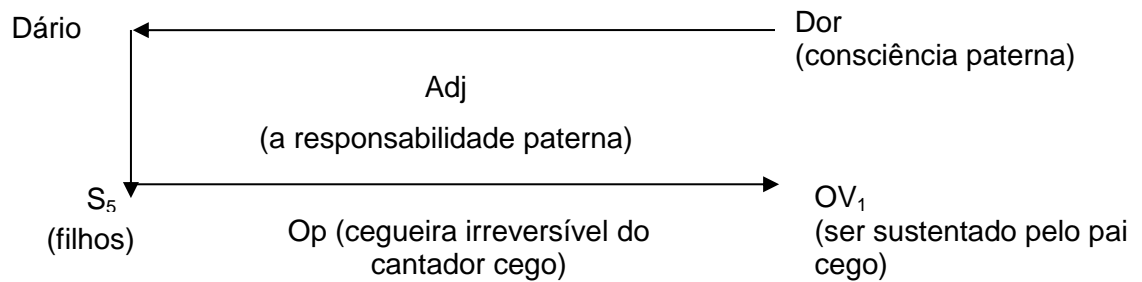 Dário
Dor
(consciência paterna)
Adj
(a responsabilidade paterna)
S₅
(filhos)
Op (cegueira irreversível do
cantador cego)
OV₁
(ser sustentado pelo pai
cego)